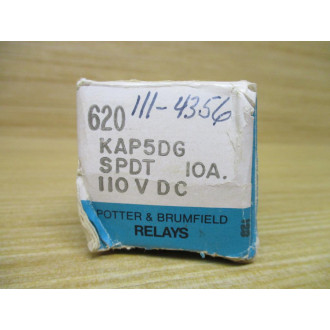 111-4356
620
KAP5DG
SPDT 10A.
110 V DC
POTTER & BRUMFIELD
RELAYS